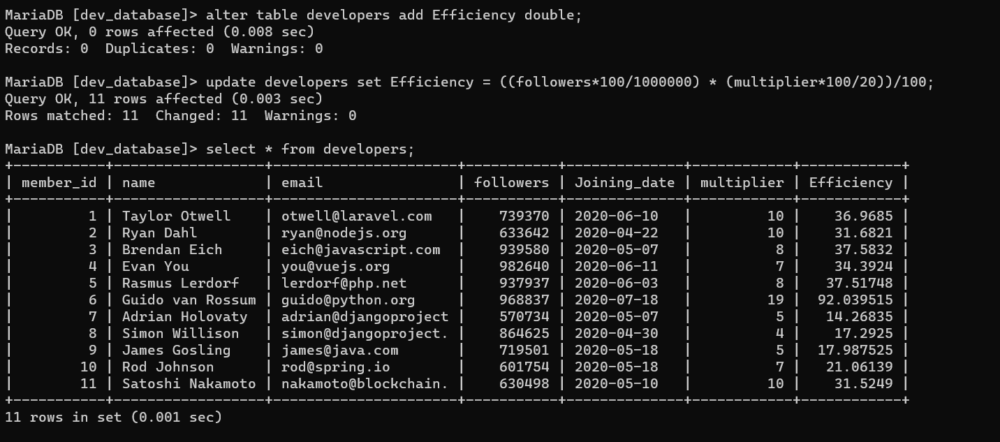 MariaDB [dev_database]> alter table developers add Efficiency double;
Query OK, 0 rows affected (0.008 sec)
Records: 0  Duplicates: 0  Warnings: 0
MariaDB [dev_database]> update developers set Efficiency = ((followers*100/1000000) * (multiplier*100/20))/100;
Query OK, 11 rows affected (0.003 sec)
Rows matched: 11  Changed: 11  Warnings: 0
MariaDB [dev_database]> select * from developers;
+-----------+------------------+----------------------+-----------+--------------+------------+------------+
| member_id | name             | email                | followers | Joining_date | multiplier | Efficiency |
+-----------+------------------+----------------------+-----------+--------------+------------+------------+
|         1 | Taylor Otwell    | otwell@laravel.com   |    739370 | 2020-06-10   |         10 |    36.9685 |
|         2 | Ryan Dahl        | ryan@nodejs.org      |    633642 | 2020-04-22   |         10 |    31.6821 |
|         3 | Brendan Eich     | eich@javascript.com  |    939580 | 2020-05-07   |          8 |    37.5832 |
|         4 | Evan You         | you@vuejs.org        |    982640 | 2020-06-11   |          7 |    34.3924 |
|         5 | Rasmus Lerdorf   | lerdorf@php.net      |    937937 | 2020-06-03   |          8 |   37.51748 |
|         6 | Guido van Rossum | guido@python.org     |    968837 | 2020-07-18   |         19 |  92.039515 |
|         7 | Adrian Holovaty  | adrian@djangoproject |    570734 | 2020-05-07   |          5 |   14.26835 |
|         8 | Simon Willison   | simon@djangoproject. |    864625 | 2020-04-30   |          4 |    17.2925 |
|         9 | James Gosling    | james@java.com       |    719501 | 2020-05-18   |          5 |  17.987525 |
|        10 | Rod Johnson      | rod@spring.io        |    601754 | 2020-05-18   |          7 |   21.06139 |
|        11 | Satoshi Nakamoto | nakamoto@blockchain. |    630498 | 2020-05-10   |         10 |    31.5249 |
+-----------+------------------+----------------------+-----------+--------------+------------+------------+
11 rows in set (0.001 sec)